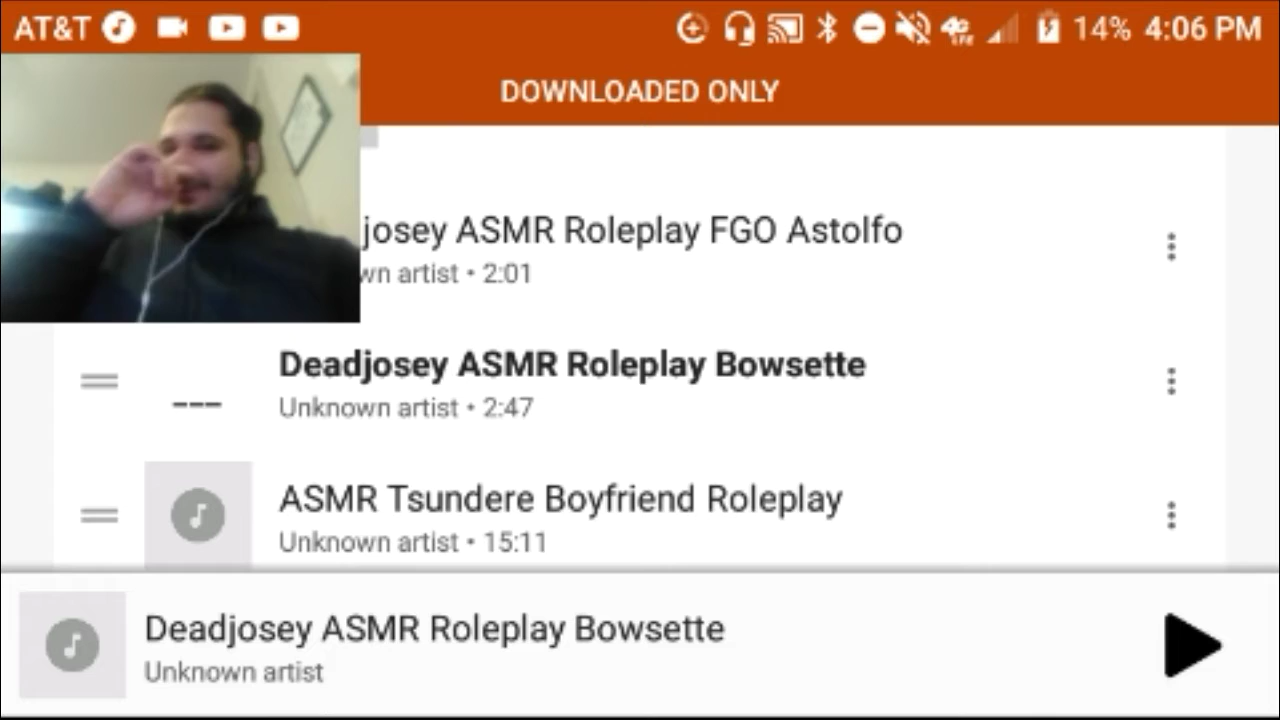 AT&T 14% 4:06 PM
DOWNLOADED ONLY
josey ASMR Roleplay FGO Astolfo
wn artist • 2:01
Deadjosey ASMR Roleplay Bowsette
Unknown artist • 2:47
ASMR Tsundere Boyfriend Roleplay
Unknown artist • 15:11
Deadjosey ASMR Roleplay Bowsette
Unknown artist